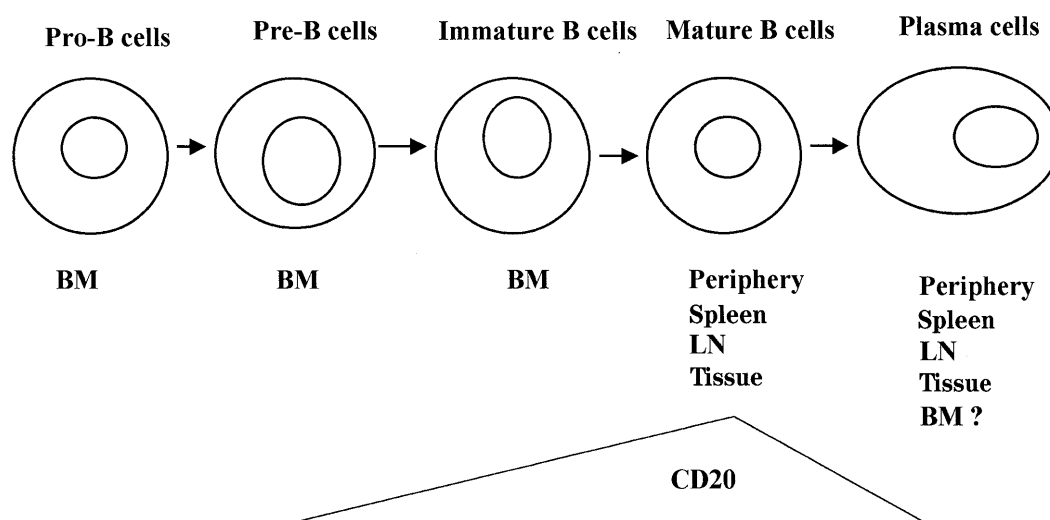 Pro-B cells
Pre-B cells
Immature B cells
Mature B cells
Plasma cells
BM
BM
BM
Periphery
Spleen
LN
Tissue
Periphery
Spleen
LN
Tissue
BM ?
CD20